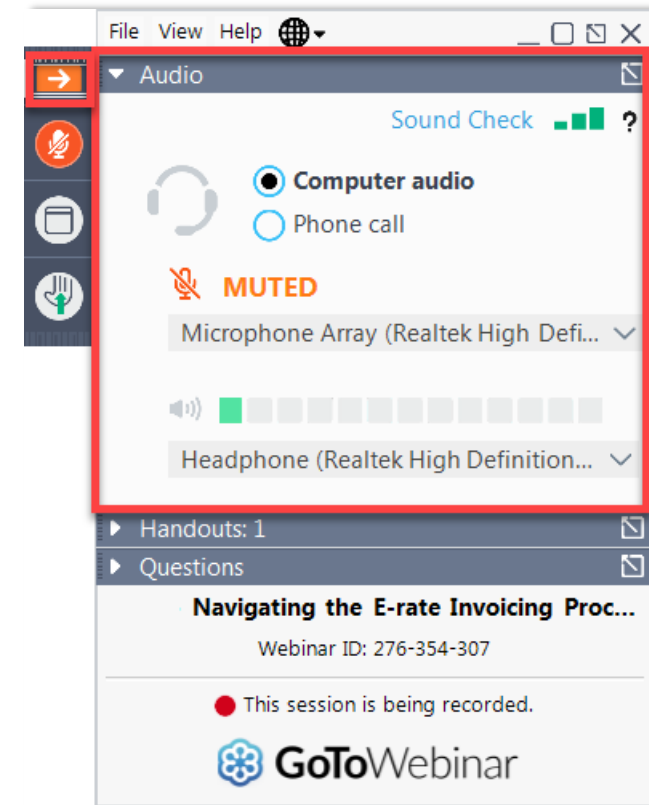 File View Help
Audio
Sound Check ?
Computer audio
Phone call
MUTED
Microphone Array (Realtek High Defi...
Headphone (Realtek High Definition...
Handouts: 1
Questions
Navigating the E-rate Invoicing Proc...
Webinar ID: 276-354-307
This session is being recorded.
GoToWebinar